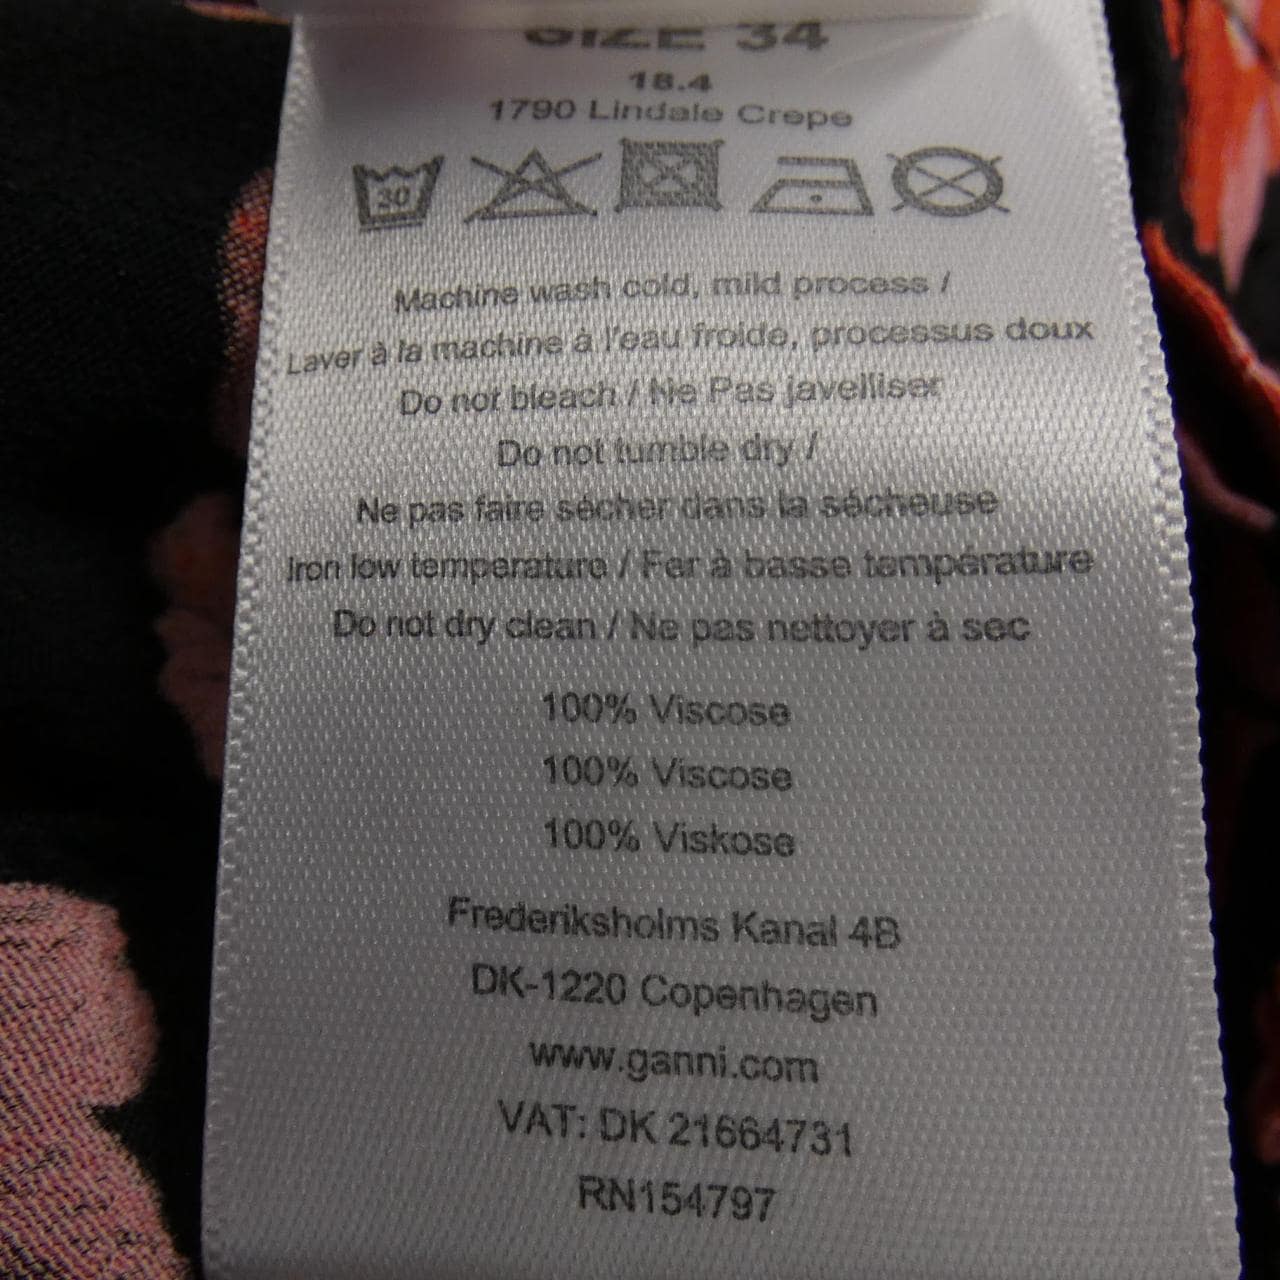 SIZE 34
18.4
1790 Lindale Crepe
30
Machine wash cold, mild process /
Laver à la machine à l'eau froide, processus doux
Do not bleach / Ne Pas javelliser
Do not tumble dry /
Ne pas faire sécher dans la sécheuse
Iron low temperature / Fer à basse température
Do not dry clean / Ne pas nettoyer à sec
100% Viscose
100% Viscose
100% Viskose
Frederiksholms Kanal 4B
DK-1220 Copenhagen
www.ganni.com
VAT: DK 21664731
RN154797